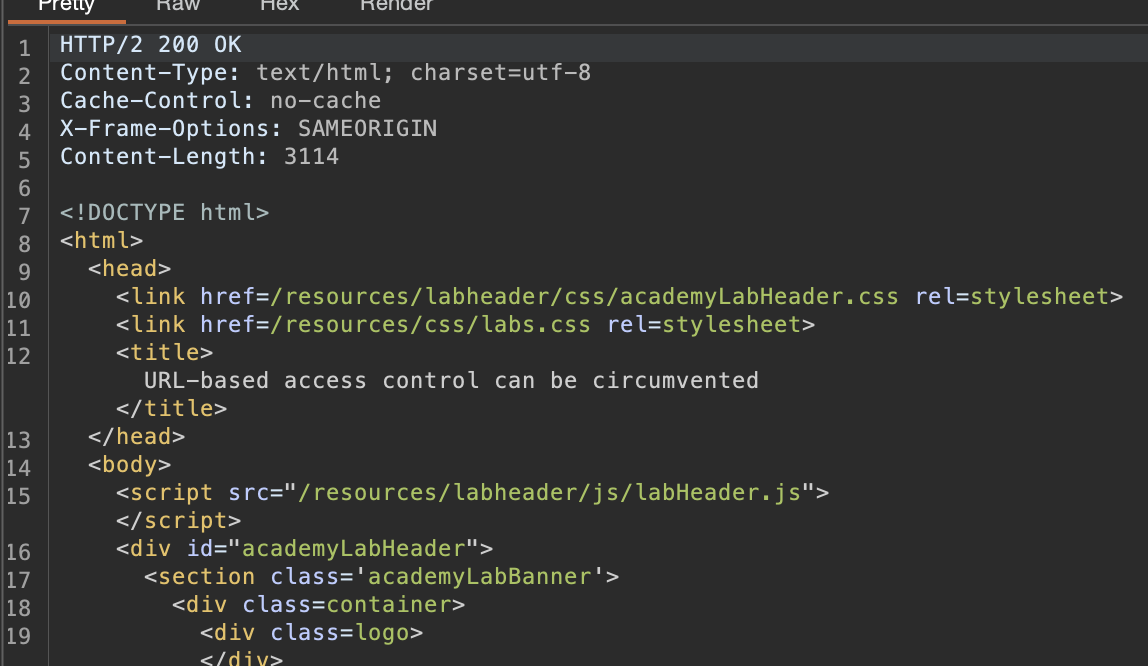 Pretty Raw Hex Render
1 HTTP/2 200 OK
2 Content-Type: text/html; charset=utf-8
3 Cache-Control: no-cache
4 X-Frame-Options: SAMEORIGIN
5 Content-Length: 3114
6
7 <!DOCTYPE html>
8 <html>
9 <head>
10 <link href=/resources/labheader/css/academyLabHeader.css rel=stylesheet>
11 <link href=/resources/css/labs.css rel=stylesheet>
12 <title>
URL-based access control can be circumvented
</title>
13 </head>
14 <body>
15 <script src="/resources/labheader/js/labHeader.js">
</script>
16 <div id="academyLabHeader">
17 <section class='academyLabBanner'>
18 <div class=container>
19 <div class=logo>
</div>